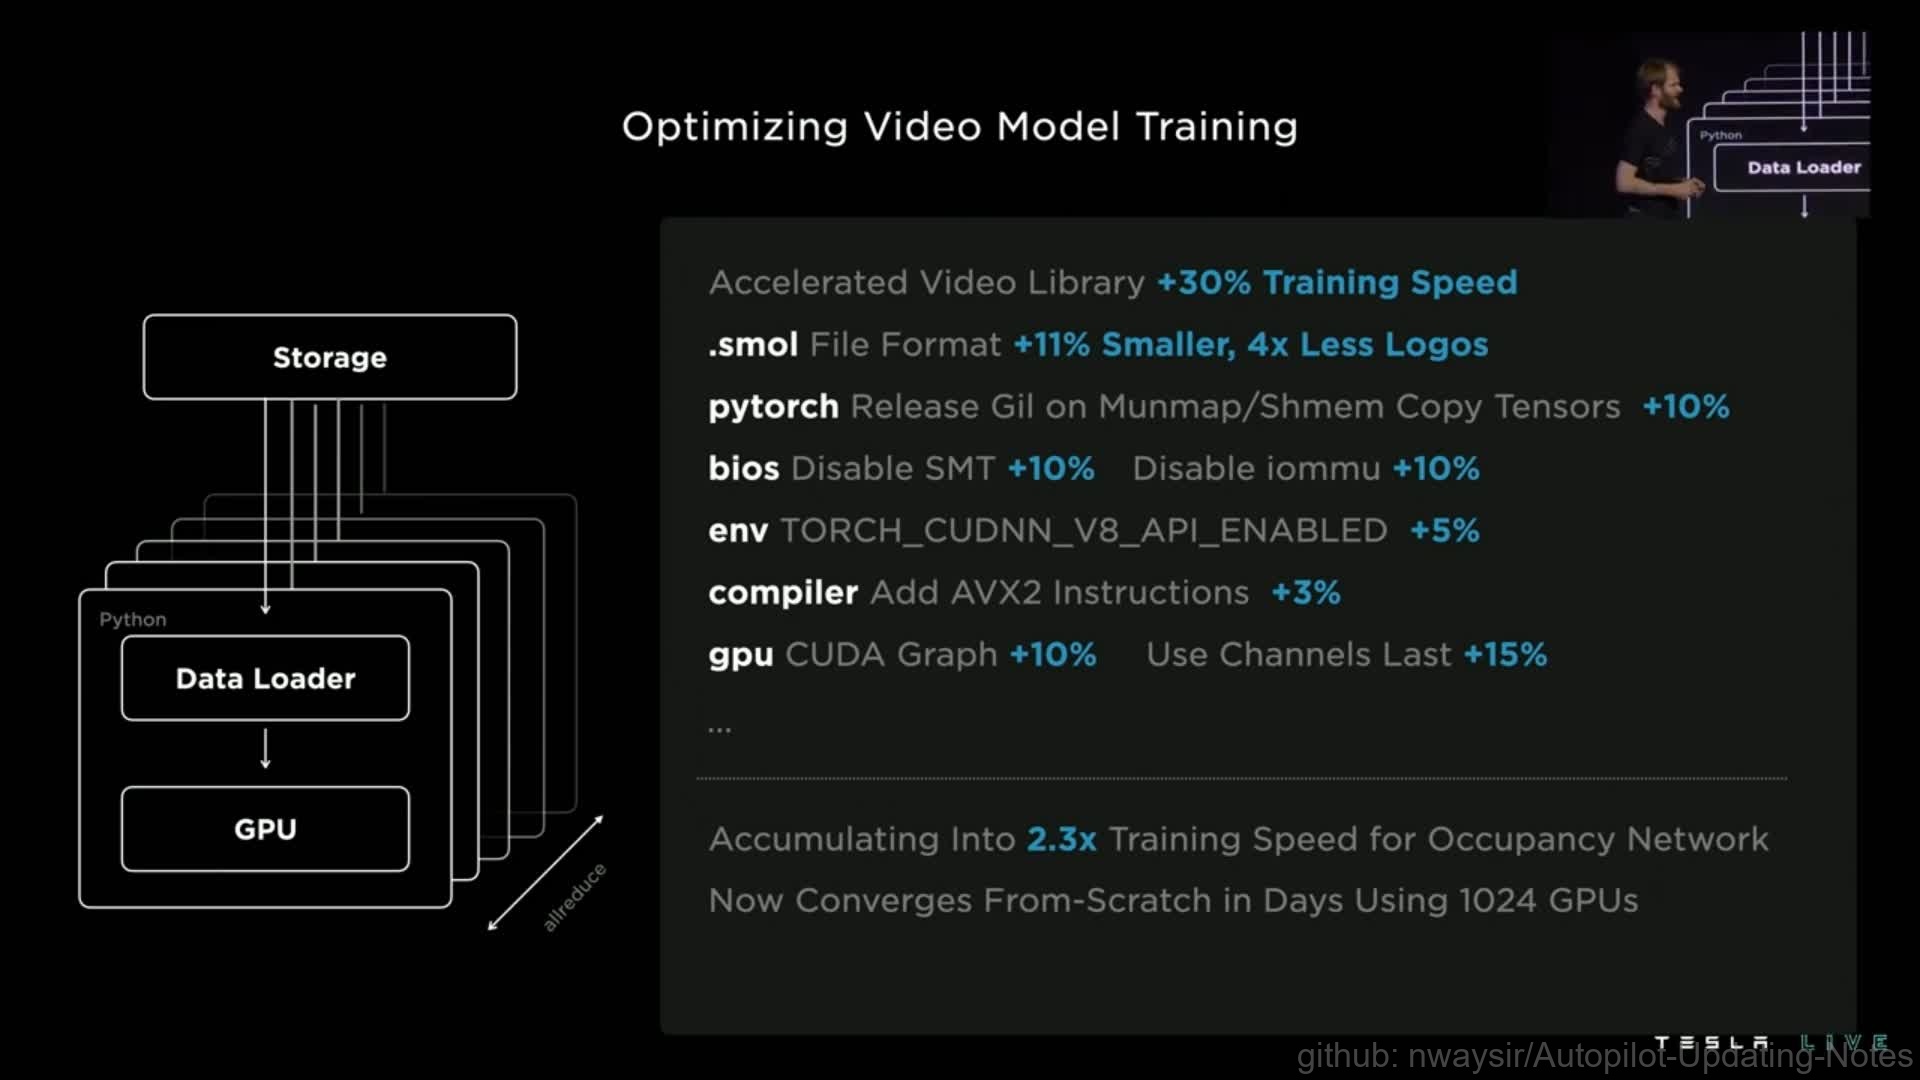 Optimizing Video Model Training
Python
Data Loader
Storage
Python
Data Loader
GPU
allreduce
Accelerated Video Library +30% Training Speed
.smol File Format +11% Smaller, 4x Less Logos
pytorch Release Gil on Munmap/Shmem Copy Tensors +10%
bios Disable SMT +10% Disable iommu +10%
env TORCH_CUDNN_V8_API_ENABLED +5%
compiler Add AVX2 Instructions +3%
gpu CUDA Graph +10% Use Channels Last +15%
...
Accumulating Into 2.3x Training Speed for Occupancy Network
Now Converges From-Scratch in Days Using 1024 GPUs
TESLA LIVE
github: nwaysir/Autopilot-Updating-Notes